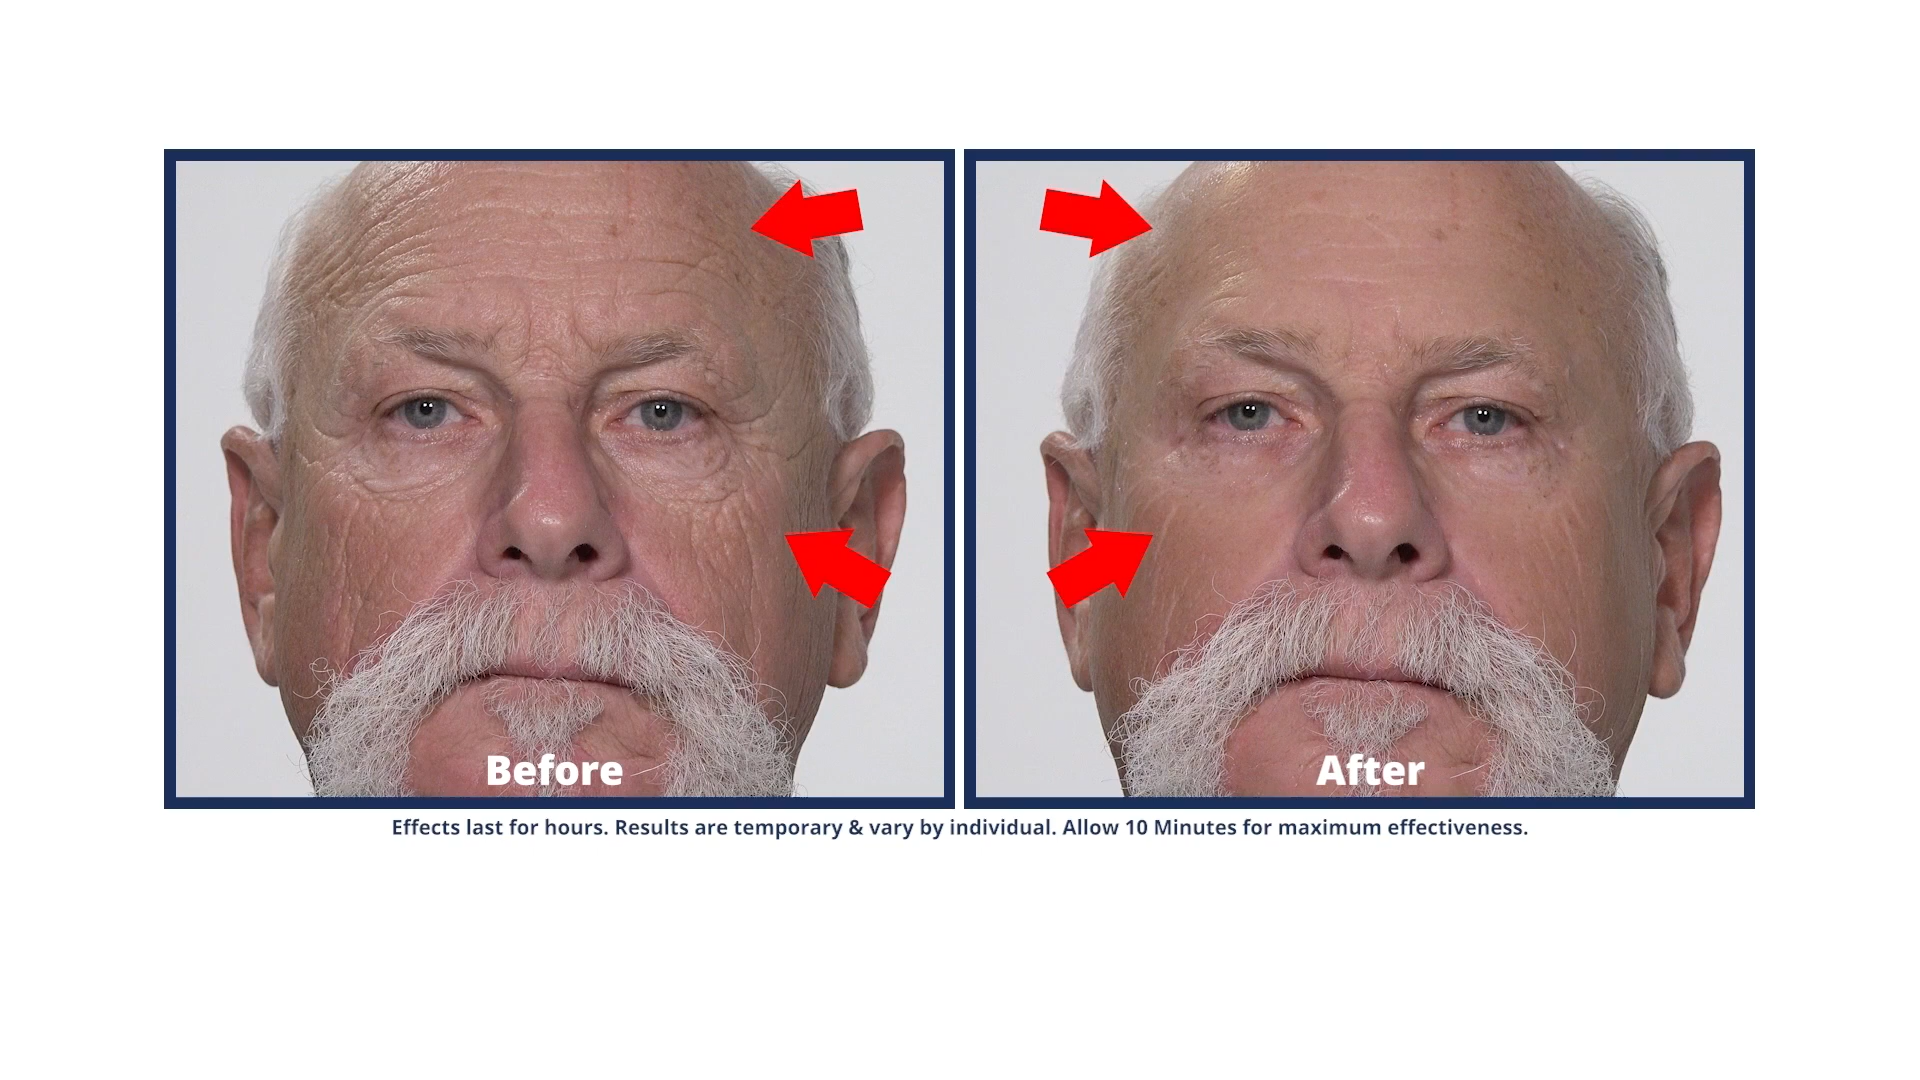 Before
After
Effects last for hours. Results are temporary & vary by individual. Allow 10 Minutes for maximum effectiveness.